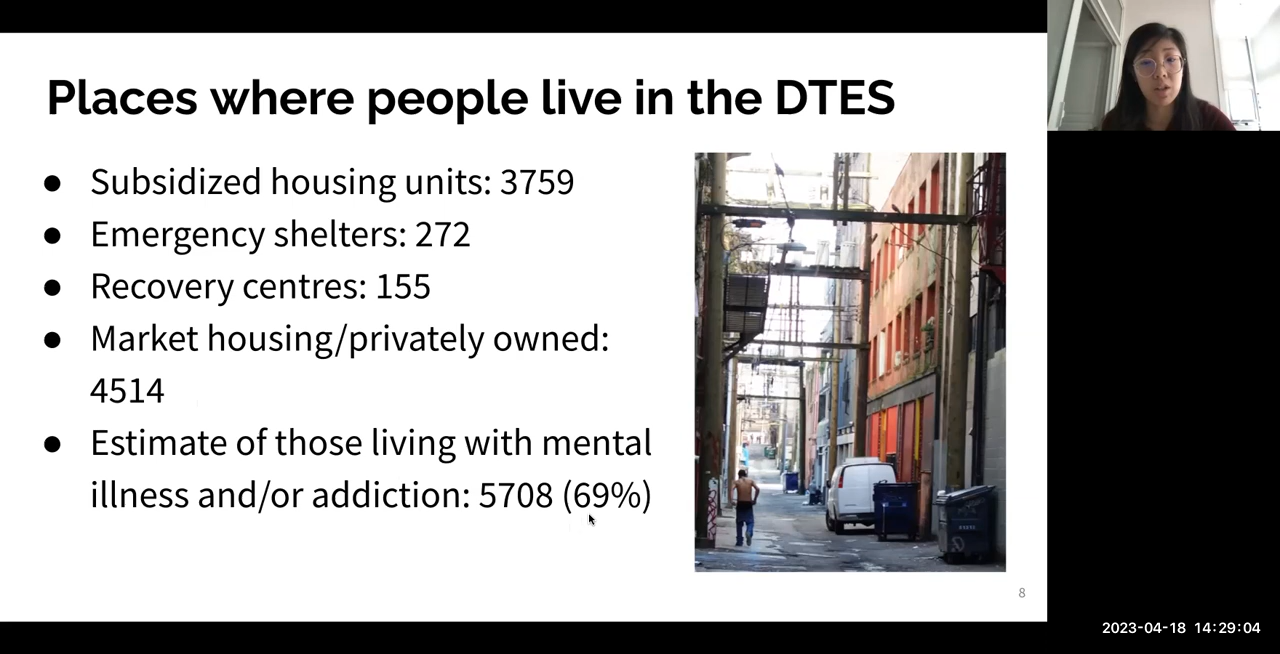 Places where people live in the DTES
● Subsidized housing units: 3759
● Emergency shelters: 272
● Recovery centres: 155
● Market housing/privately owned:
4514
● Estimate of those living with mental
illness and/or addiction: 5708 (69%)
8
2023-04-18 14:29:04